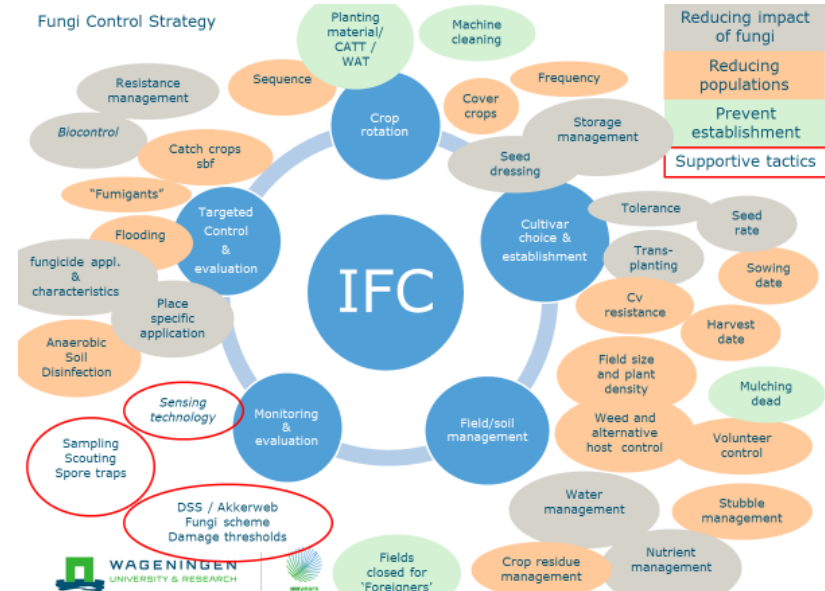 Fungi Control Strategy
Planting
material/
CATT /
WAT
Machine
cleaning
Reducing impact
of fungi
Reducing
populations
Prevent
establishment
Supportive tactics
Resistance
management
Sequence
Crop
rotation
Cover
crops
Frequency
Storage
management
Seed
dressing
Biocontrol
Catch crops
sbf
"Fumigants"
Flooding
Targeted
Control
&
evaluation
fungicide appl.
&
characteristics
Place
specific
application
Anaerobic
Soil
Disinfection
IFC
Cultivar
choice &
establishment
Tolerance
Seed
rate
Trans-
planting
Sowing
date
Cv
resistance
Harvest
date
Field size
and plant
density
Mulching
dead
Weed and
alternative
host control
Volunteer
control
Sensing
technology
Monitoring
&
evaluation
Field/soil
management
Sampling
Scouting
Spore traps
DSS / Akkerweb
Fungi scheme
Damage thresholds
Water
management
Stubble
management
Nutrient
management
Crop residue
management
Fields
closed for
'Foreigners'
WAGENINGEN
UNIVERSITY & RESEARCH